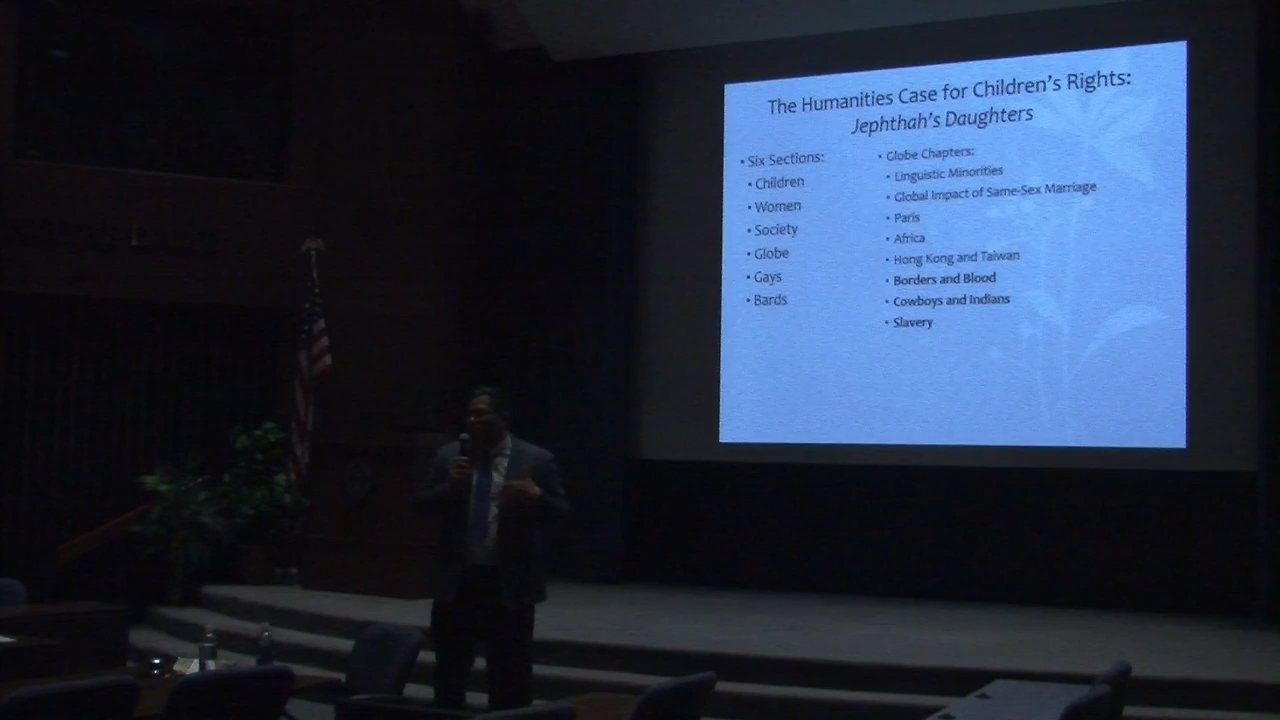 The Humanities Case for Children's Rights:
Jephthah's Daughters
• Six Sections:
• Children
• Women
• Society
• Globe
• Gays
• Bards
• Globe Chapters:
• Linguistic Minorities
• Global Impact of Same-Sex Marriage
• Paris
• Africa
• Hong Kong and Taiwan
• Borders and Blood
• Cowboys and Indians
• Slavery